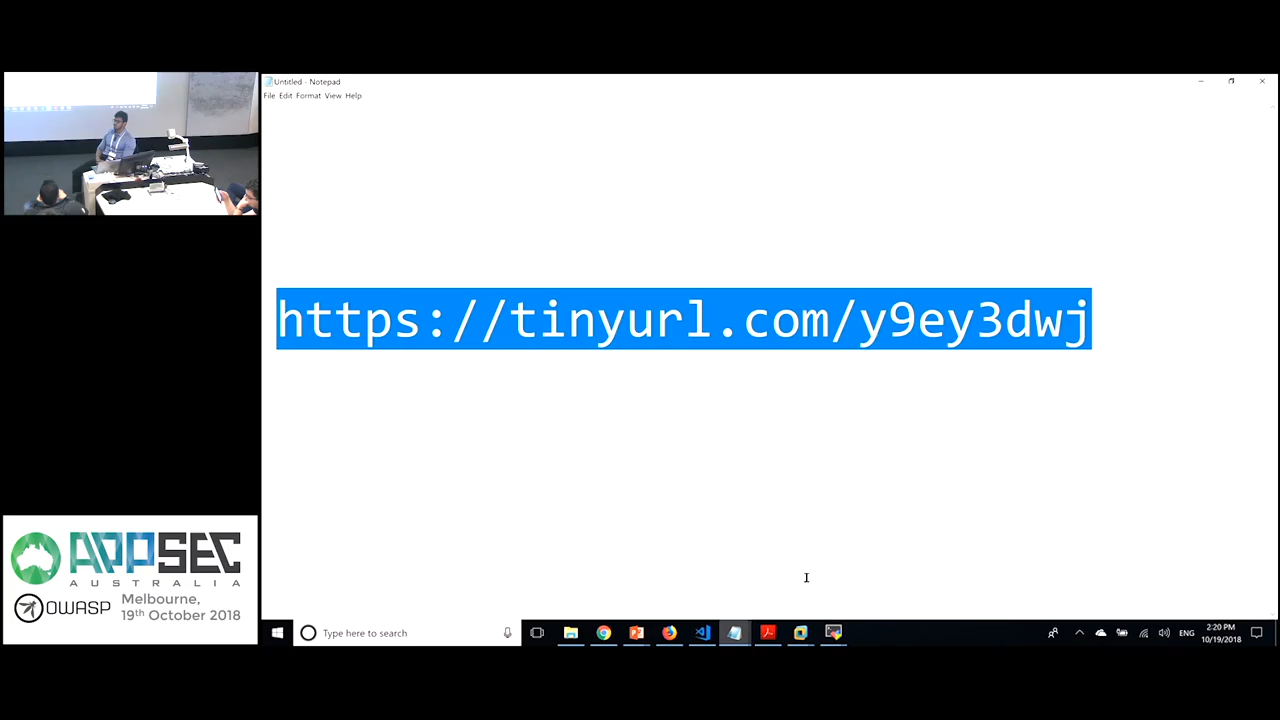 Untitled - Notepad
File Edit Format View Help
https://tinyurl.com/y9ey3dwj
APPSEC
AUSTRALIA
OWASP
Melbourne,
19th October 2018
Type here to search
ENG
2:20 PM
10/19/2018